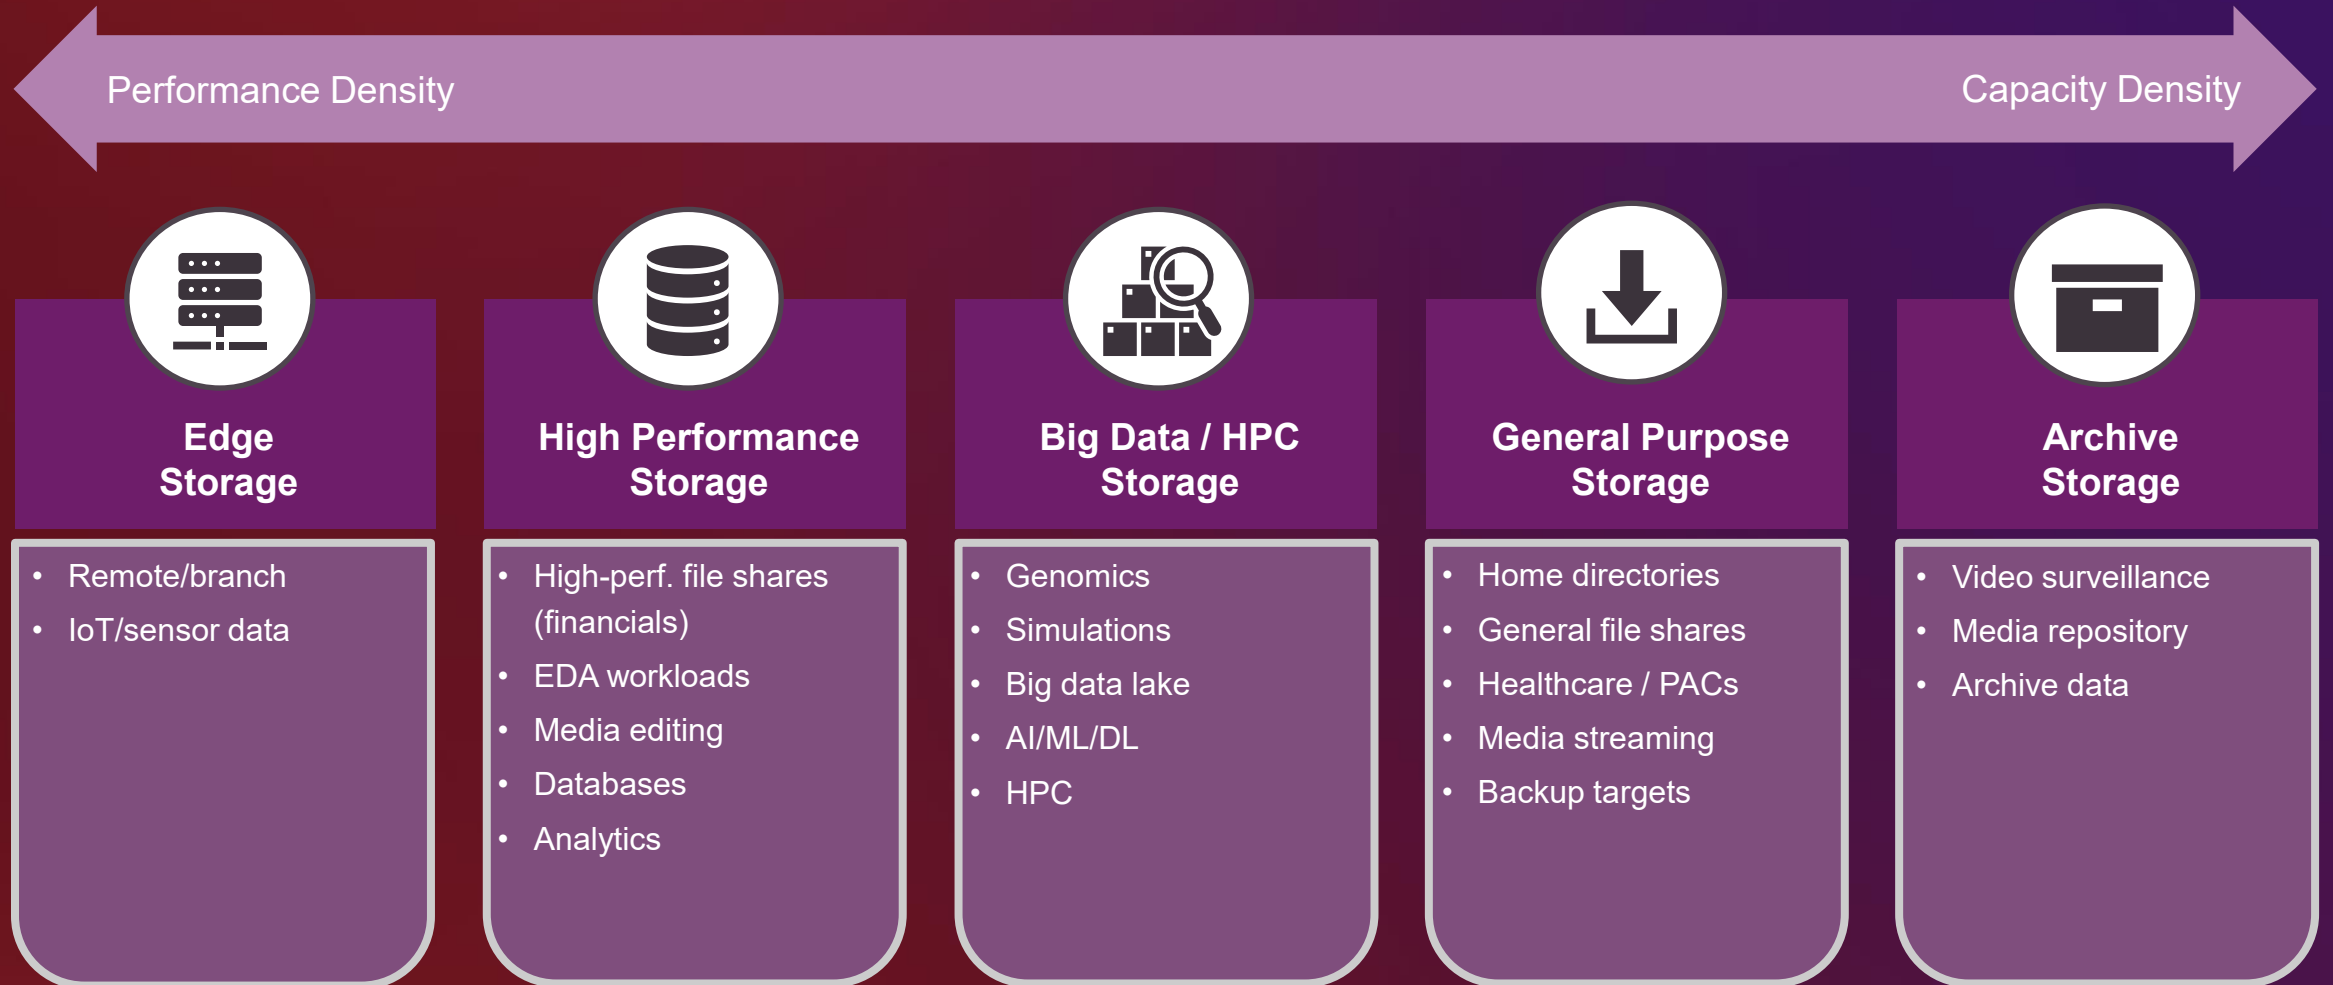 Performance Density
Capacity Density
Edge
Storage
• Remote/branch
• IoT/sensor data
High Performance
Storage
• High-perf. file shares
(financials)
• EDA workloads
• Media editing
• Databases
• Analytics
Big Data / HPC
Storage
• Genomics
• Simulations
• Big data lake
• AI/ML/DL
• HPC
General Purpose
Storage
• Home directories
• General file shares
• Healthcare / PACs
• Media streaming
• Backup targets
Archive
Storage
• Video surveillance
• Media repository
• Archive data